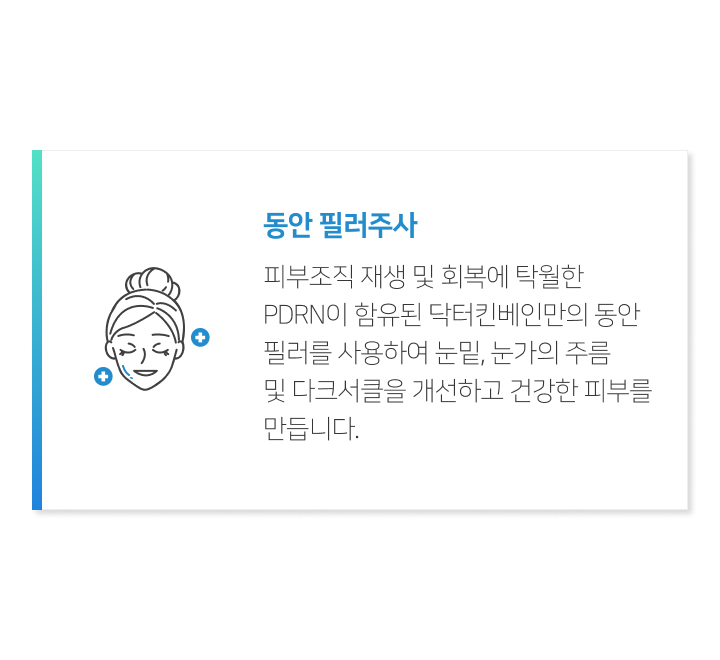 동안 필러주사
피부조직 재생 및 회복에 탁월한
PDRN이 함유된 닥터킨베인만의 동안
필러를 사용하여 눈밑, 눈가의 주름
및 다크서클을 개선하고 건강한 피부를
만듭니다.